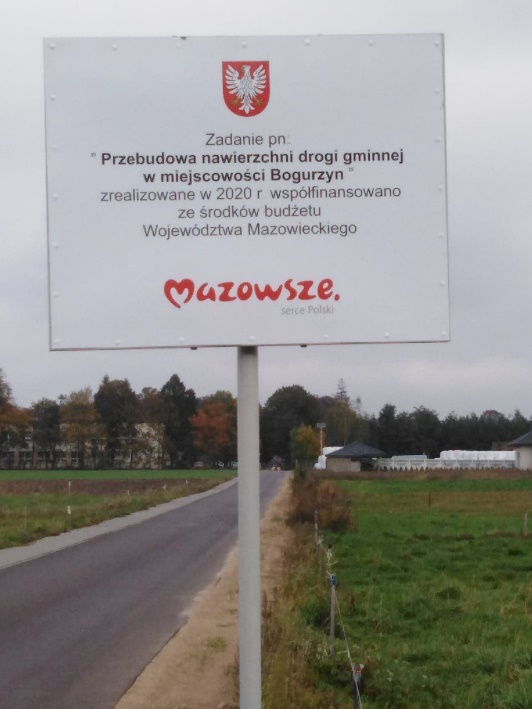 Zadanie pn:
" Przebudowa nawierzchni drogi gminnej
w miejscowości Bogurzyn "
zrealizowane w 2020 r współfinansowano
ze środków budżetu
Województwa Mazowieckiego
Mazowsze.
serce Polski